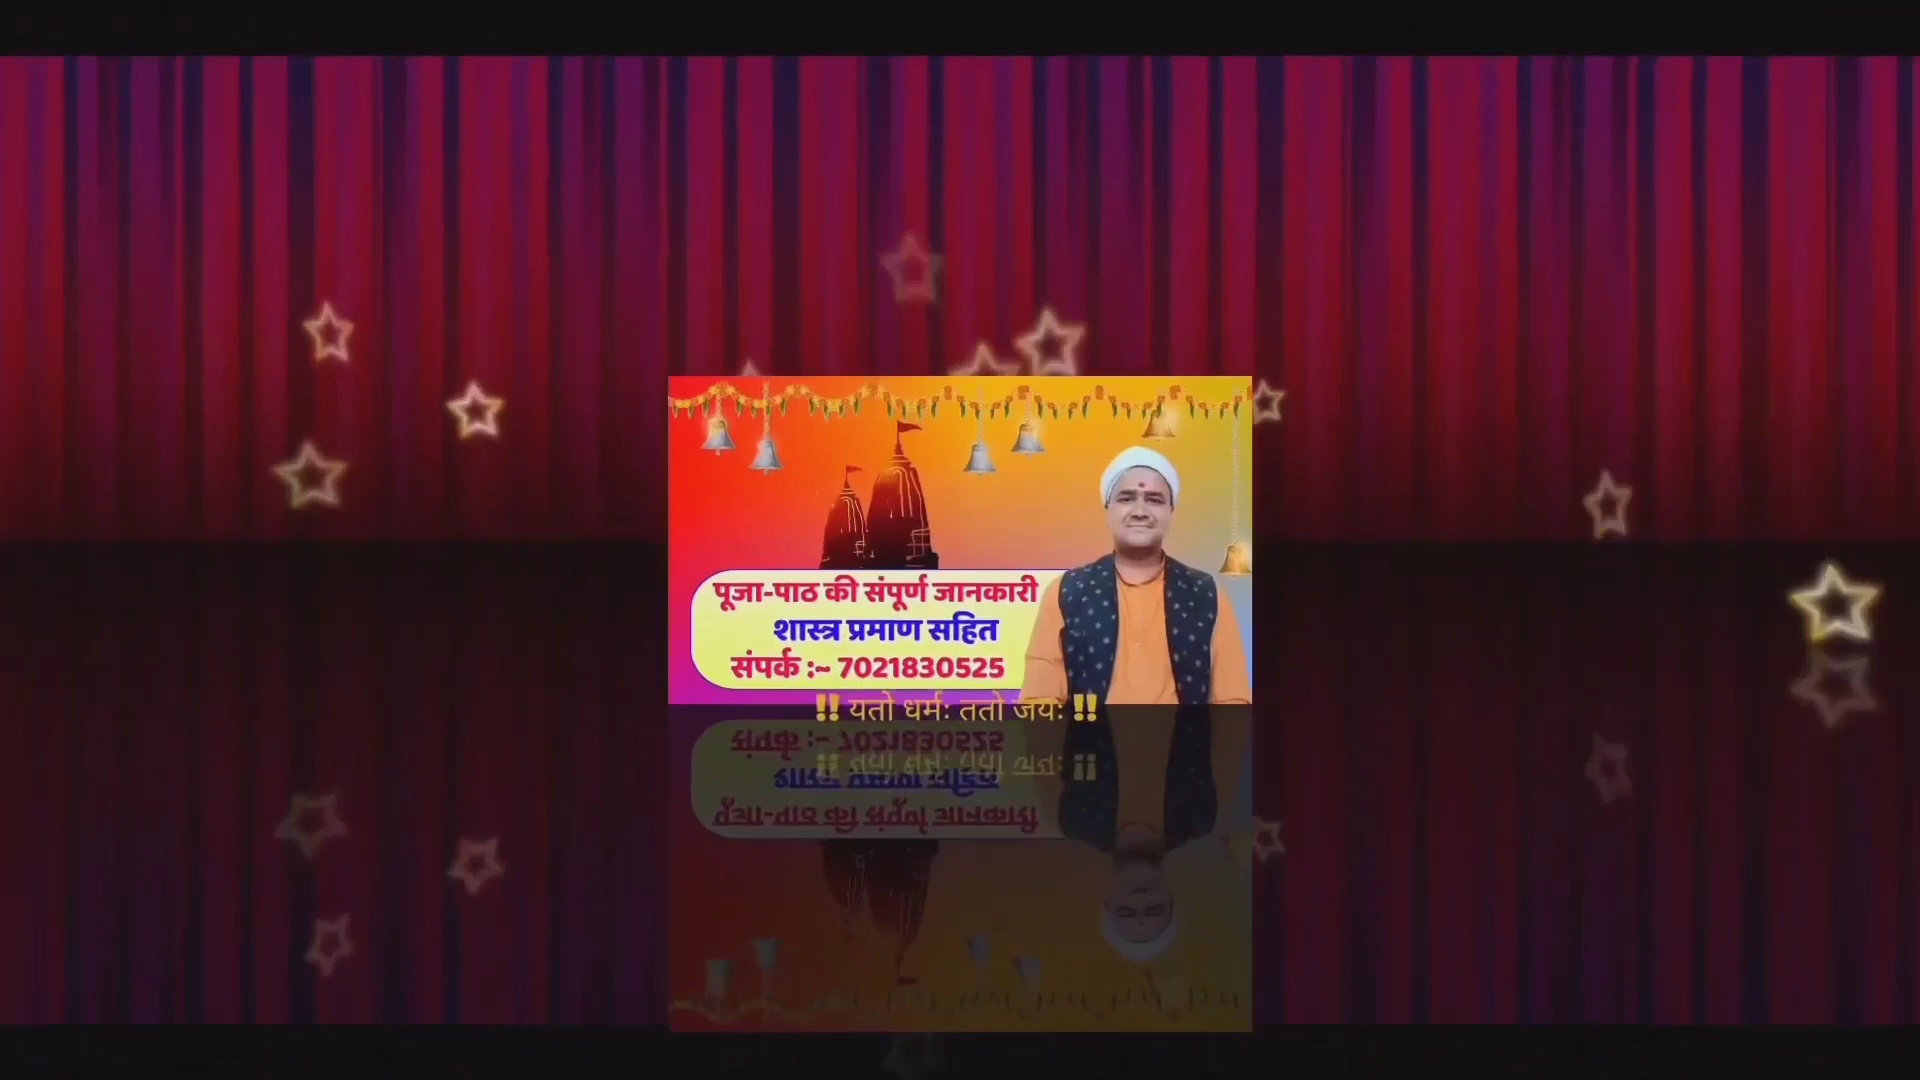 पूजा-पाठ की संपूर्ण जानकारी
शास्त्र प्रमाण सहित
संपर्क :~ 7021830525
!! यतो धर्मः ततो जयः !!